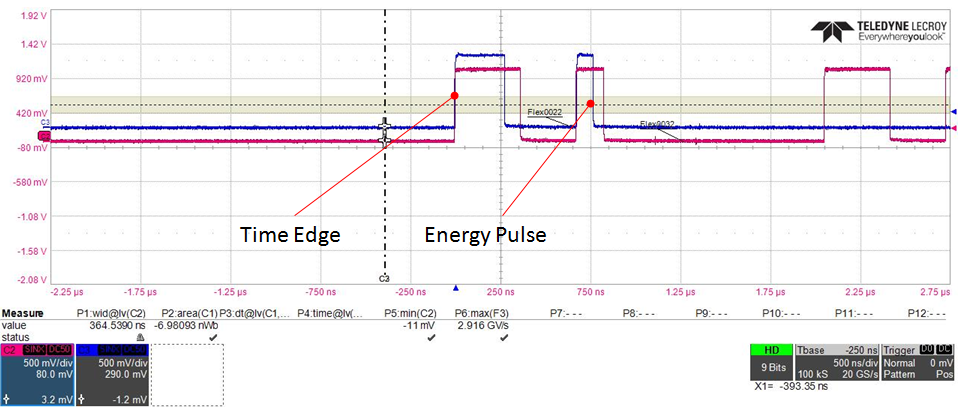 1.92 V
TELEDYNE LECROY
Everywhereyoulook™
1.42 V
920 mV
420 mV
Flex0022
Flex0032
C3
-80 mV
-580 mV
Time Edge
Energy Pulse
-1.08 V
-1.58 V
-2.08 V
C3
-2.25 µs -1.75 µs -1.25 µs -750 ns -250 ns 250 ns 750 ns 1.25 µs 1.75 µs 2.25 µs 2.75 µs
Measure P1:wid@lv(C2) P2:area(C1) P3:dt@lv(C1,... P4:time@lv(... P5:min(C2) P6:max(F3) P7:- - - P8:- - - P9:- - - P10:- - - P11:- - - P12:- - -
value 364.5390 ns -6.98093 nWb -11 mV 2.916 GV/s
status
C2 SINX DC50
500 mV/div 500 mV/div
80.0 mV 290.0 mV
3.2 mV -1.2 mV
HD Tbase -250 ns Trigger D0 DC
9 Bits 500 ns/div Normal 0 mV
100 kS 20 GS/s Pattern Pos
X1= -393.35 ns